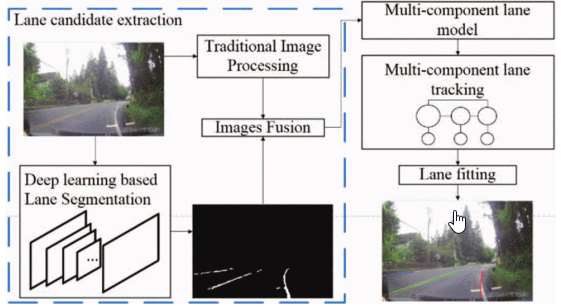 Lane candidate extraction
Traditional Image
Processing
Images Fusion
Deep learning based
Lane Segmentation
...
Multi-component lane
model
Multi-component lane
tracking
Lane fitting